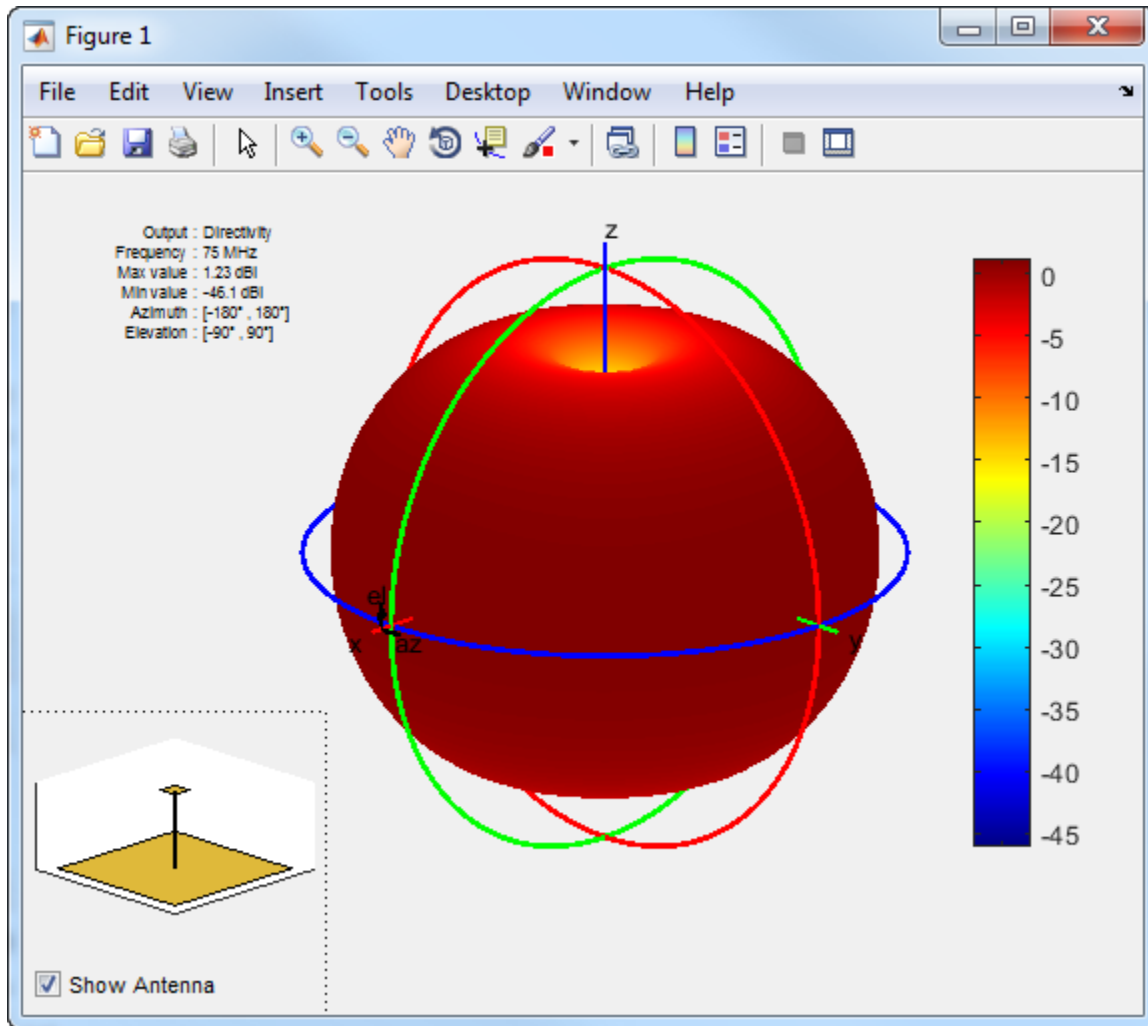 Figure 1
File Edit View Insert Tools Desktop Window Help
Output : Directivity
Frequency : 75 MHz
Max value : 1.23 dBi
Min value : -46.1 dBi
Azimuth : [-180° , 180°]
Elevation : [-90° , 90°]
z
el
x
az
y
0
-5
-10
-15
-20
-25
-30
-35
-40
-45
Show Antenna